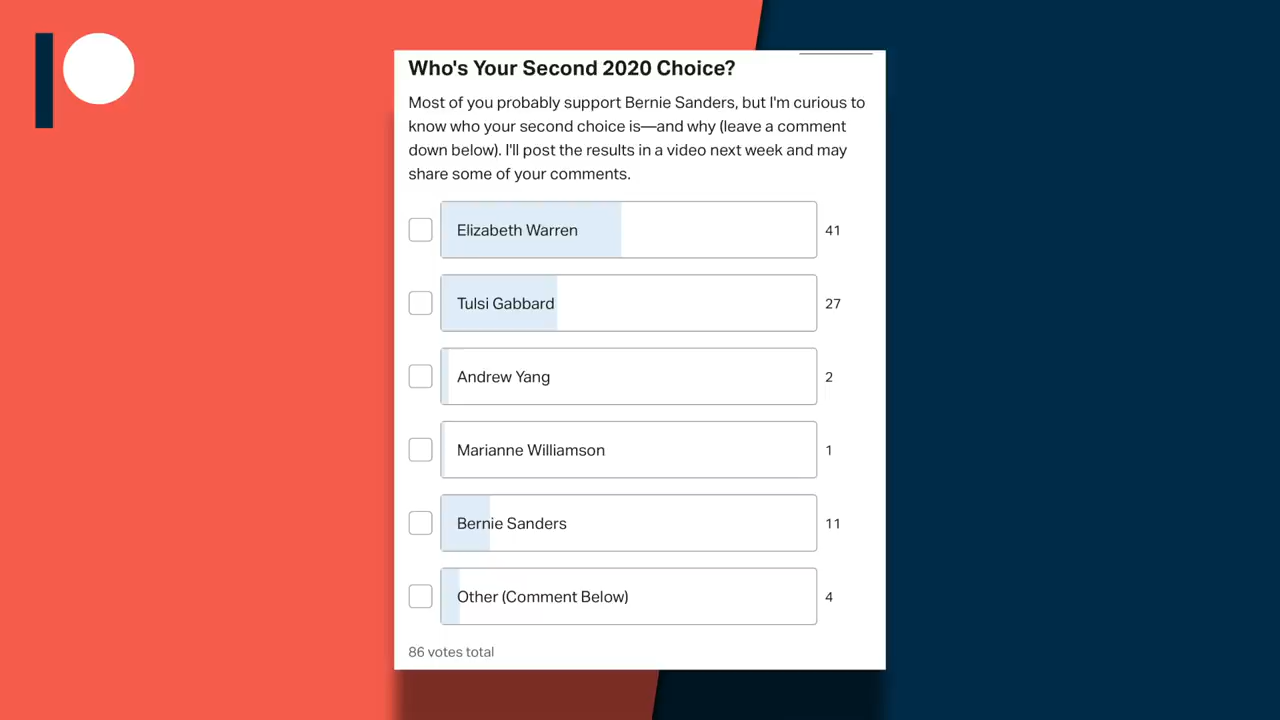 Who's Your Second 2020 Choice?
Most of you probably support Bernie Sanders, but I'm curious to
know who your second choice is—and why (leave a comment
down below). I'll post the results in a video next week and may
share some of your comments.
Elizabeth Warren 41
Tulsi Gabbard 27
Andrew Yang 2
Marianne Williamson 1
Bernie Sanders 11
Other (Comment Below) 4
86 votes total